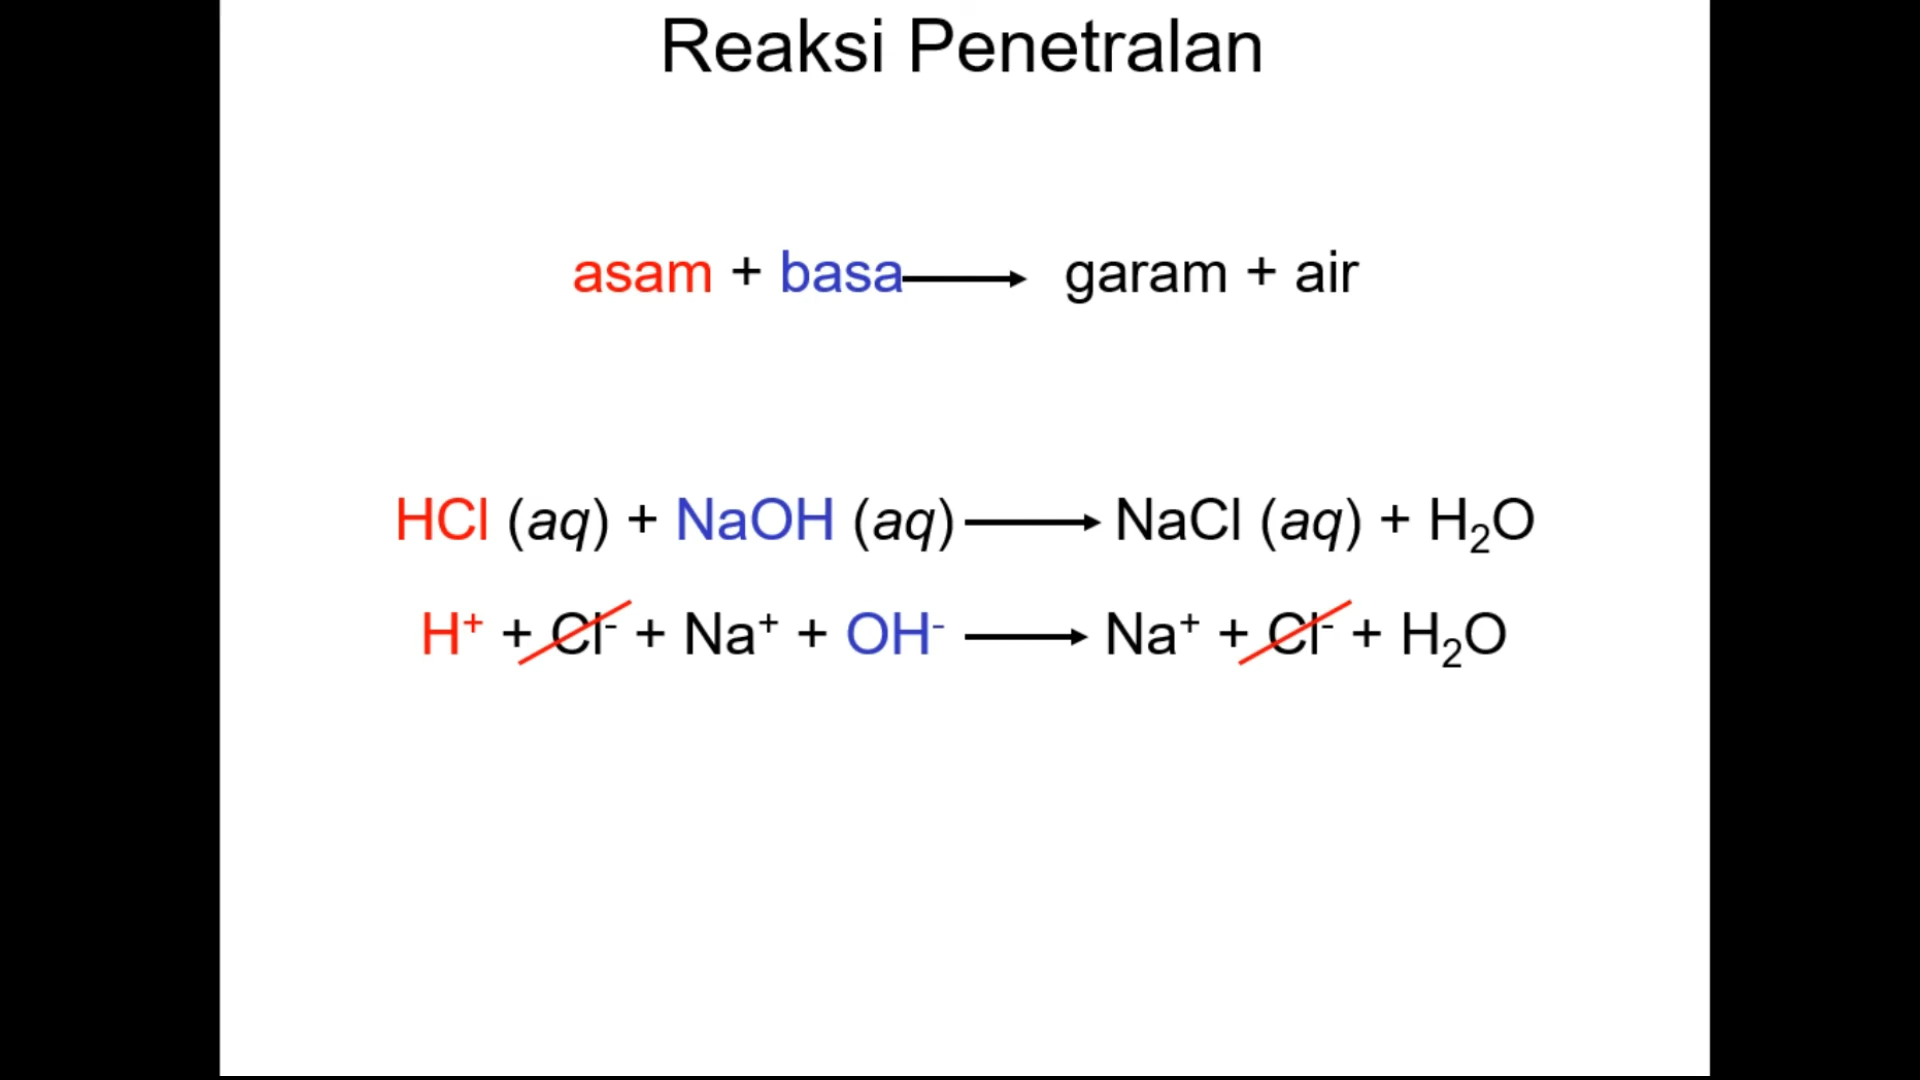 Reaksi Penetralan
asam + basa ⟶ garam + air
HCl (aq) + NaOH (aq) ⟶ NaCl (aq) + H₂O
H⁺ + Cl⁻ + Na⁺ + OH⁻ ⟶ Na⁺ + Cl⁻ + H₂O